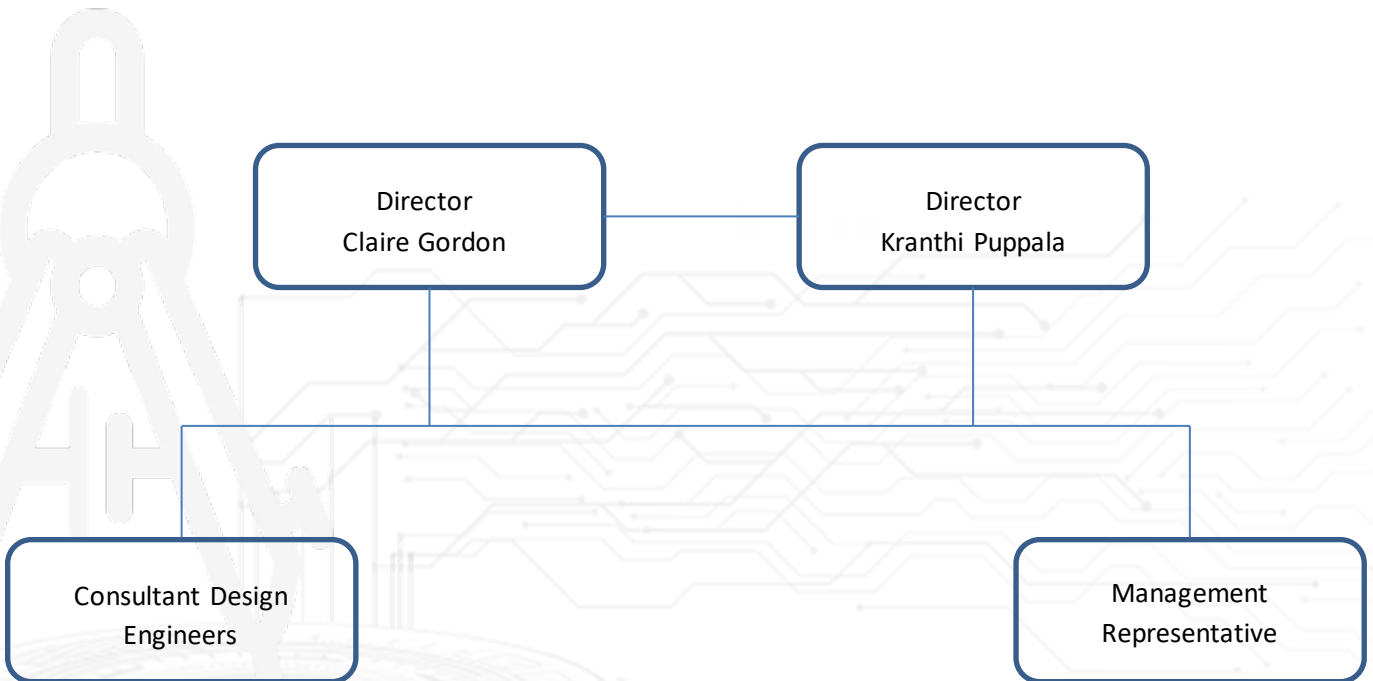 Director
Claire Gordon
Director
Kranthi Puppala
Consultant Design
Engineers
Management
Representative